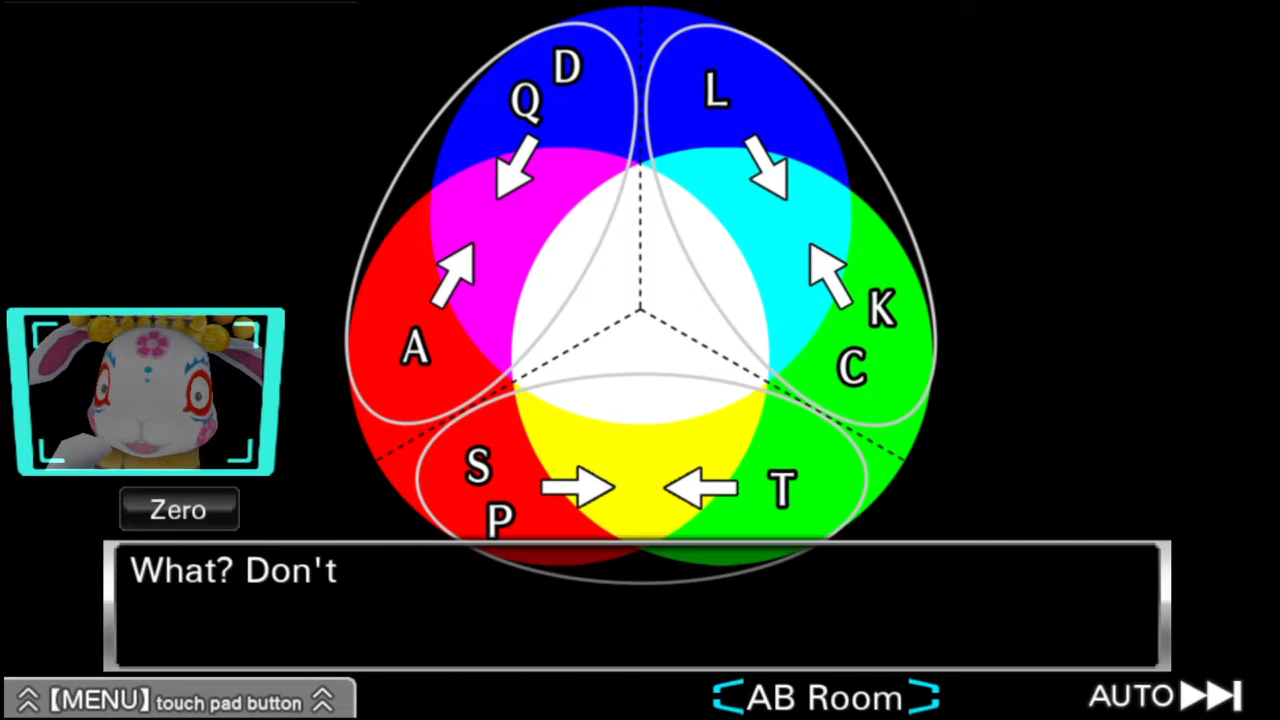 D
Q
L
A
K
C
S
P
T
Zero
What? Don't
【MENU】touch pad button
AB Room
AUTO